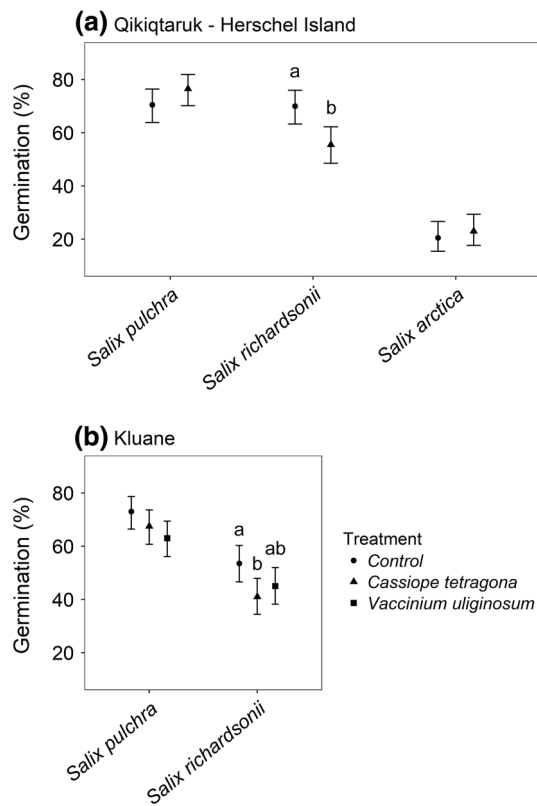 (a) Qikiqtaruk - Herschel Island
Germination (%)
80
60
40
20
a
b
Salix pulchra
Salix richardsonii
Salix arctica
(b) Kluane
Germination (%)
80
60
40
20
a
b
ab
Salix pulchra
Salix richardsonii
Treatment
Control
Cassiope tetragona
Vaccinium uliginosum